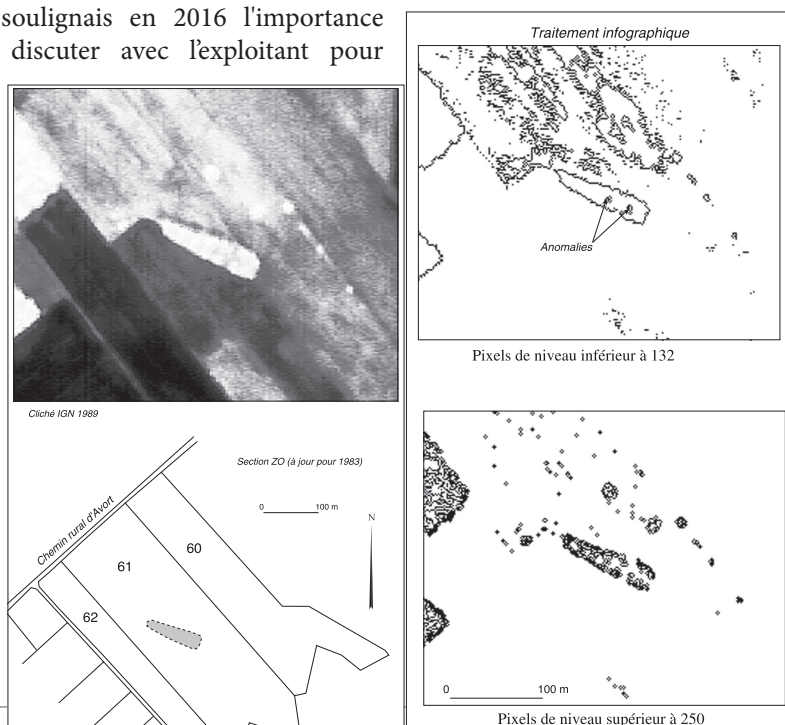 soulignais en 2016 l'importance
discuter avec l’exploitant pour
Cliché IGN 1989
Section ZO (à jour pour 1983)
0 100 m
N
Chemin rural d'Avort
60
61
62
Traitement infographique
Anomalies
Pixels de niveau inférieur à 132
0 100 m
Pixels de niveau supérieur à 250